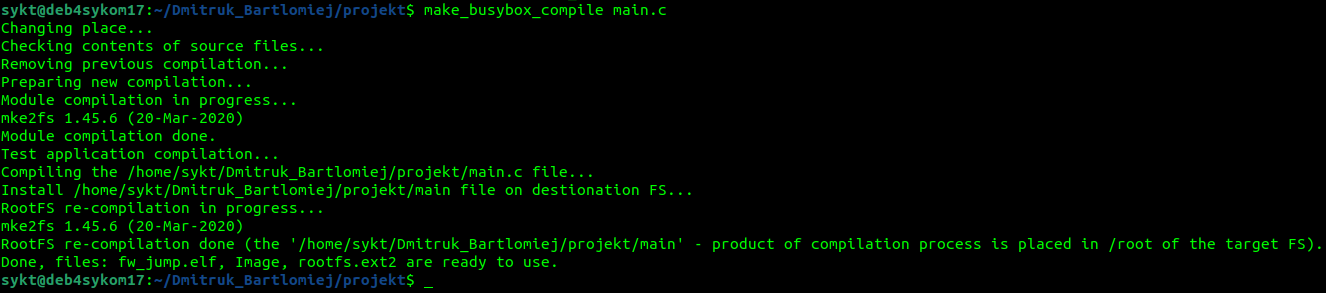 sykt@deb4sykom17:~/Dmitruk_Bartlomiej/projekt$ make_busybox_compile main.c
Changing place...
Checking contents of source files...
Removing previous compilation...
Preparing new compilation...
Module compilation in progress...
mke2fs 1.45.6 (20-Mar-2020)
Module compilation done.
Test application compilation...
Compiling the /home/sykt/Dmitruk_Bartlomiej/projekt/main.c file...
Install /home/sykt/Dmitruk_Bartlomiej/projekt/main file on destionation FS...
RootFS re-compilation in progress...
mke2fs 1.45.6 (20-Mar-2020)
RootFS re-compilation done (the '/home/sykt/Dmitruk_Bartlomiej/projekt/main' - product of compilation process is placed in /root of the target FS).
Done, files: fw_jump.elf, Image, rootfs.ext2 are ready to use.
sykt@deb4sykom17:~/Dmitruk_Bartlomiej/projekt$ _